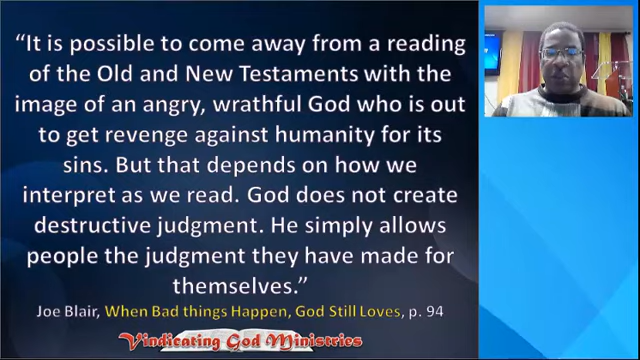 “It is possible to come away from a reading
of the Old and New Testaments with the
image of an angry, wrathful God who is out
to get revenge against humanity for its
sins. But that depends on how we
interpret as we read. God does not create
destructive judgment. He simply allows
people the judgment they have made for
themselves.”
Joe Blair, When Bad things Happen, God Still Loves, p. 94
Vindicating God Ministries